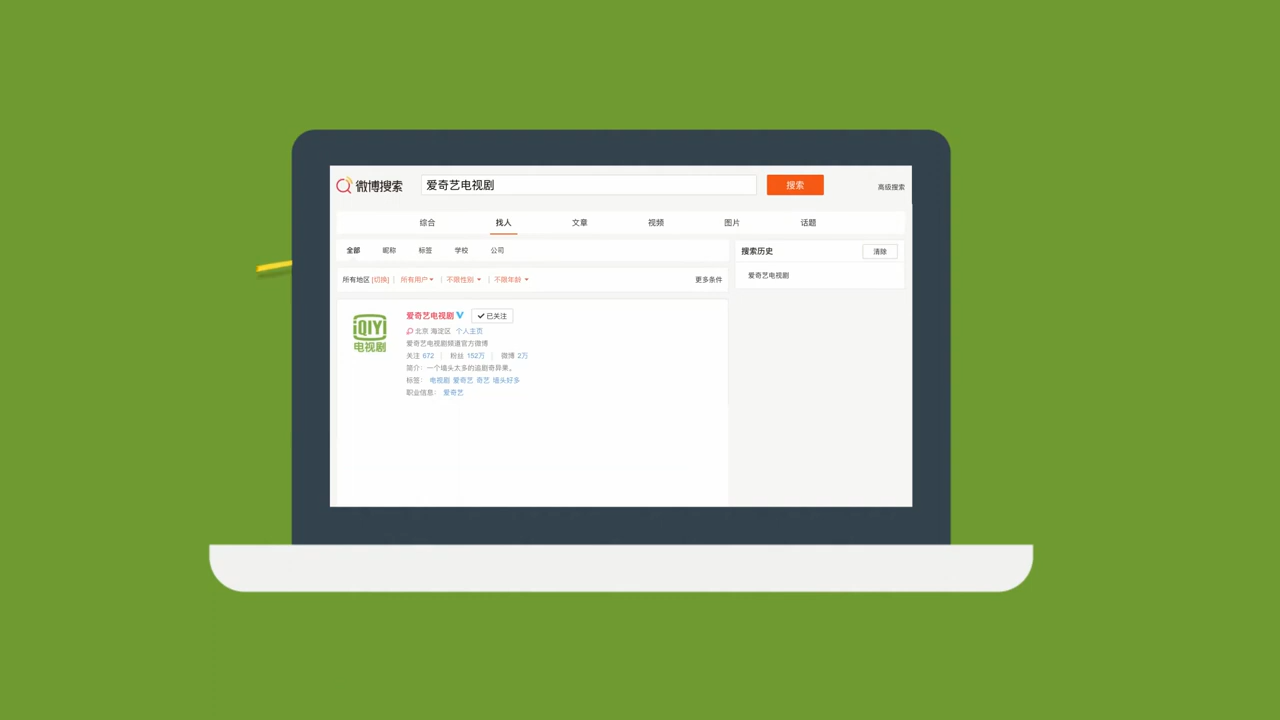 微博搜索 爱奇艺电视剧 搜索 高级搜索
综合 找人 文章 视频 图片 话题
全部 昵称 标签 学校 公司
所有地区 [切换] 所有用户 不限性别 不限年龄 更多条件
iQIYI
电视剧
爱奇艺电视剧 V 已关注
北京 海淀区 个人主页
爱奇艺电视剧频道官方微博
关注 672 粉丝 152万 微博 2万
简介：一个墙头太多的追剧奇异果。
标签： 电视剧 爱奇艺 奇艺 墙头好多
职业信息： 爱奇艺
搜索历史 清除
爱奇艺电视剧